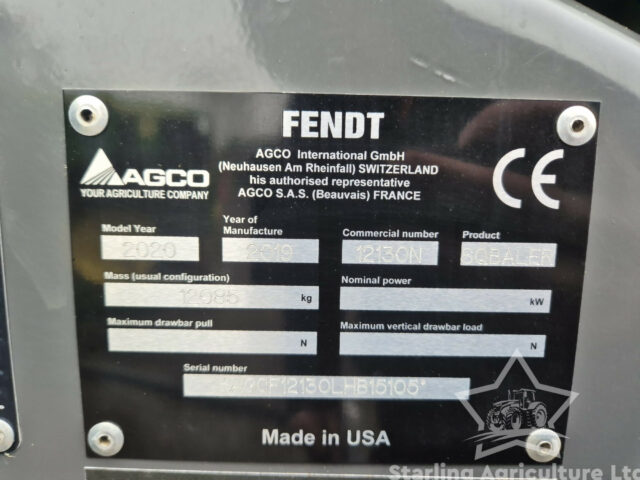 FENDT
AGCO International GmbH
(Neuhausen Am Rheinfall) SWITZERLAND
his authorised representative
AGCO S.A.S. (Beauvais) FRANCE
AGCO
YOUR AGRICULTURE COMPANY
CE
Model Year Year of Manufacture Commercial number Product
2020 2019 12130N SQBALER
Mass (usual configuration) Nominal power
12085 kg kW
Maximum drawbar pull Maximum vertical drawbar load
N N
Serial number
Made in USA
Starling Agriculture Ltd